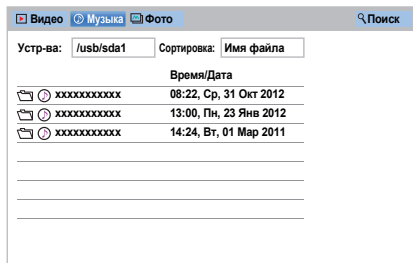 Видео Музыка Фото Поиск
Устр-ва: /usb/sda1 Сортировка: Имя файла
Время/Дата
xxxxxxxxxxx 08:22, Ср, 31 Окт 2012
xxxxxxxxxxx 13:00, Пн, 23 Янв 2012
xxxxxxxxxxx 14:24, Вт, 01 Мар 2011